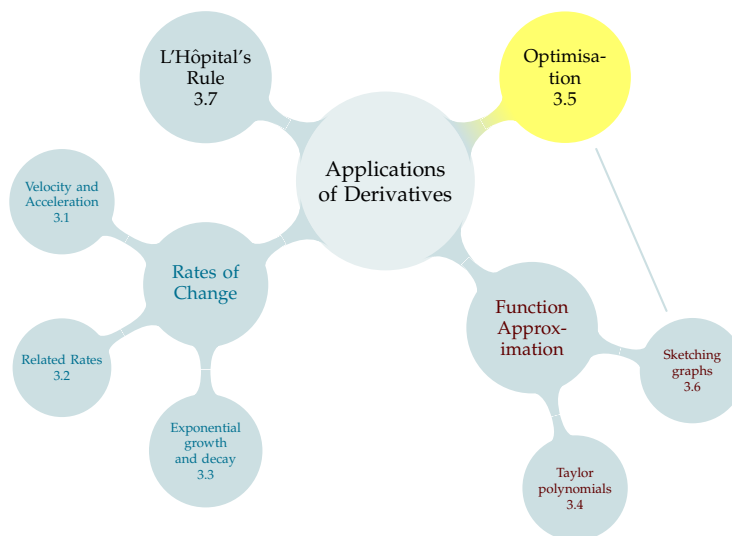 L'Hôpital's
Rule
3.7
Optimisa-
tion
3.5
Applications
of Derivatives
Velocity and
Acceleration
3.1
Rates of
Change
Function
Approx-
imation
Related Rates
3.2
Sketching
graphs
3.6
Exponential
growth
and decay
3.3
Taylor
polynomials
3.4